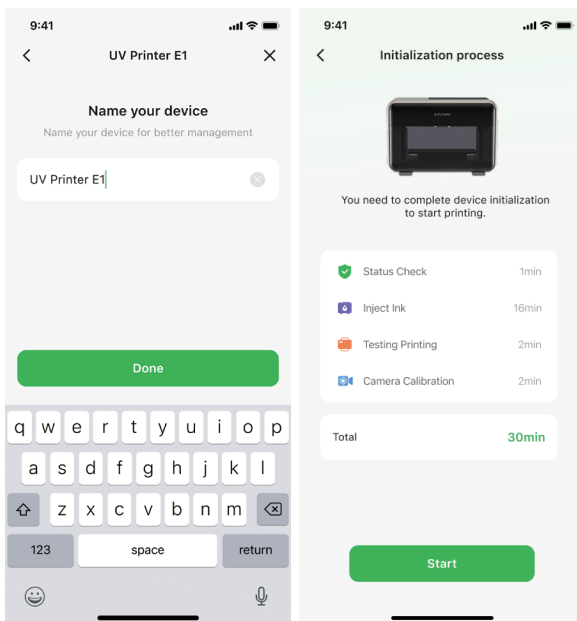 9:41
UV Printer E1
Name your device
Name your device for better management
UV Printer E1
Done
q w e r t y u i o p
a s d f g h j k l
z x c v b n m
123 space return
9:41
Initialization process
You need to complete device initialization
to start printing.
Status Check 1min
Inject Ink 16min
Testing Printing 2min
Camera Calibration 2min
Total 30min
Start